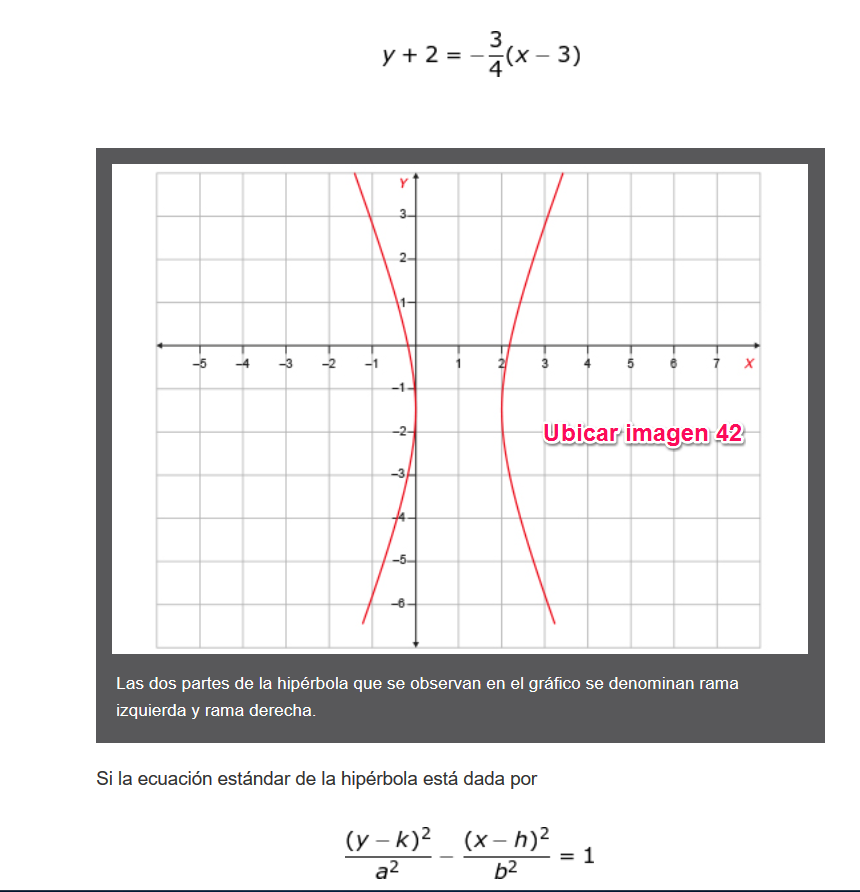 y + 2 = -3/4(x - 3)
Y
3
2
1
-5 -4 -3 -2 -1 1 2 3 4 5 6 7 X
-1
-2
Ubicar imagen 42
-3
-4
-5
-6
Las dos partes de la hipérbola que se observan en el gráfico se denominan rama
izquierda y rama derecha.
Si la ecuación estándar de la hipérbola está dada por
(y - k)²/a² - (x - h)²/b² = 1